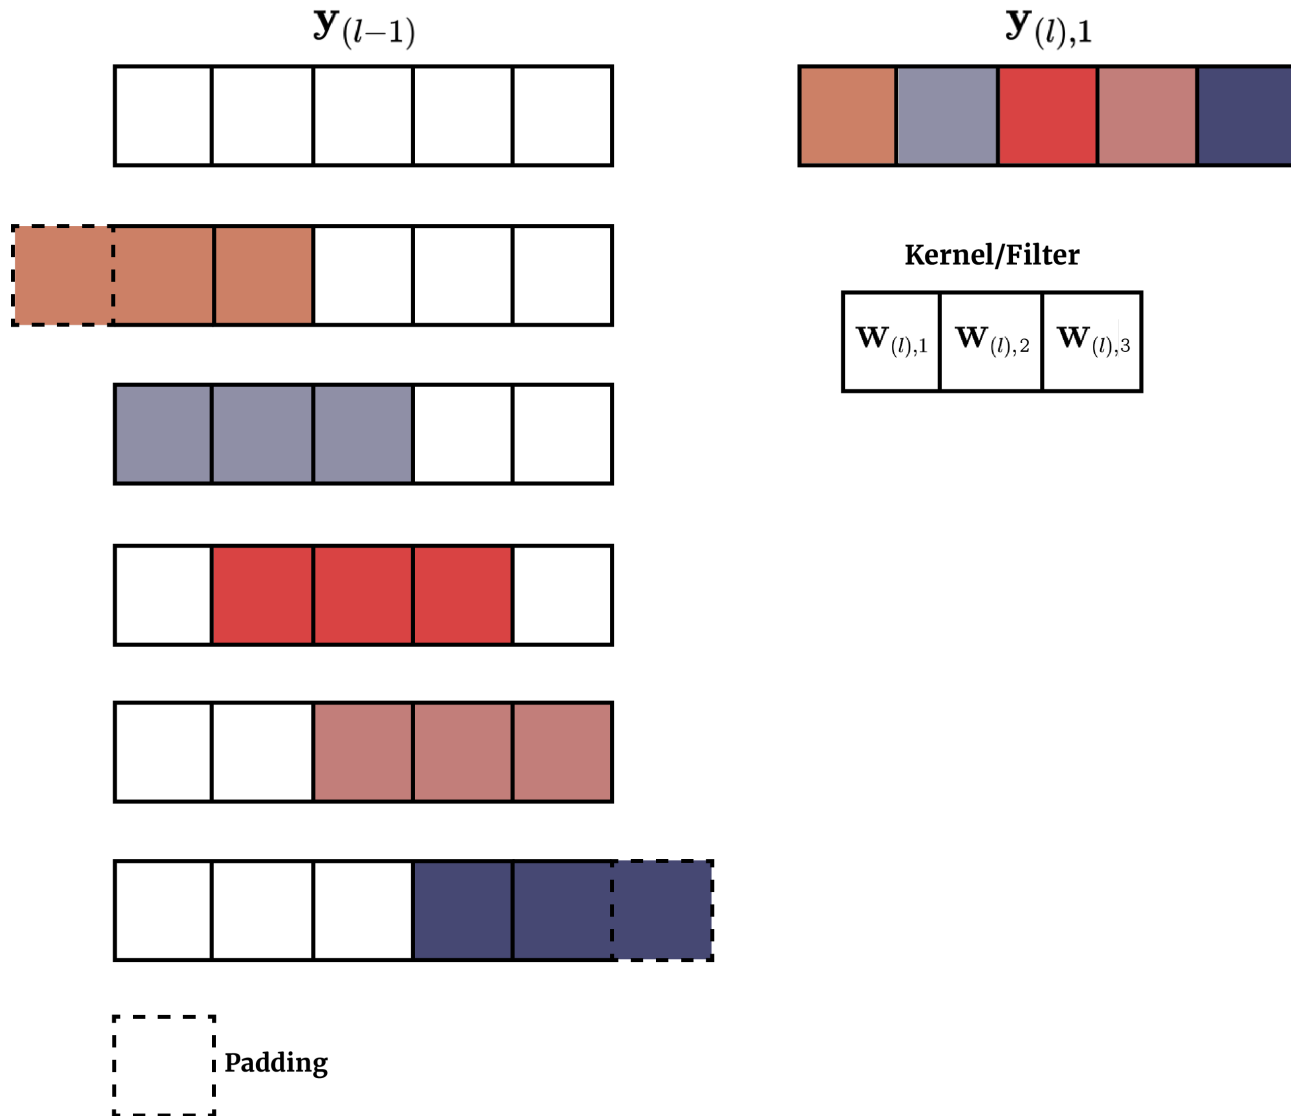 y(l−1)
y(l),1
Kernel/Filter
w(l),1 w(l),2 w(l),3
Padding